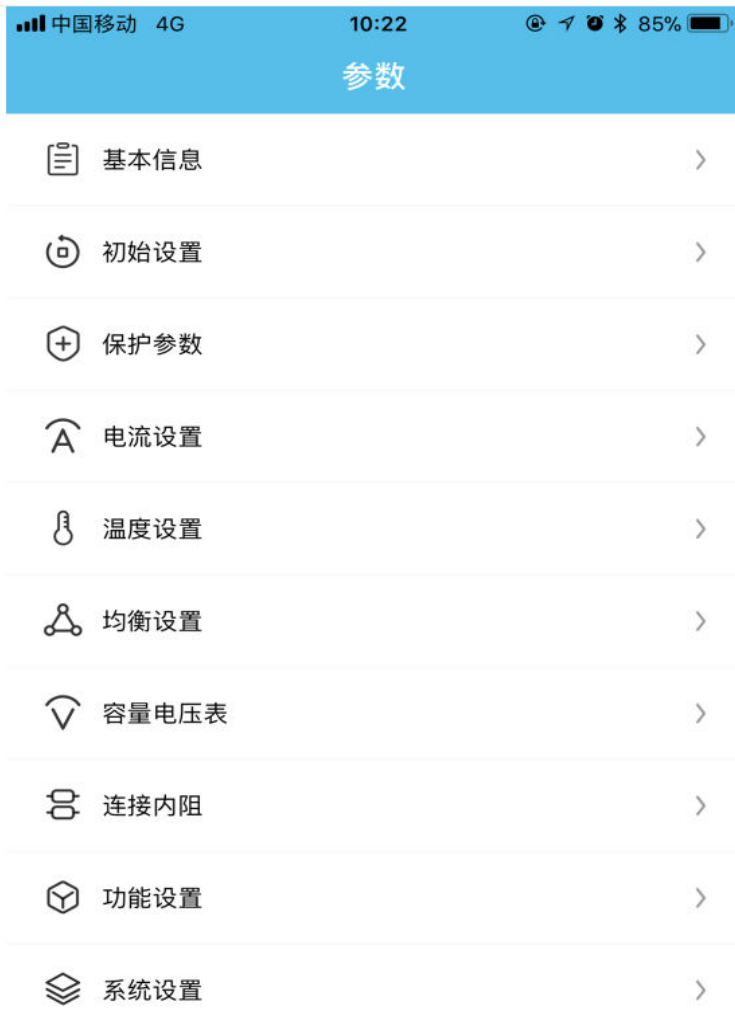 中国移动 4G 10:22 85%
参数
基本信息
初始设置
保护参数
电流设置
温度设置
均衡设置
容量电压表
连接内阻
功能设置
系统设置